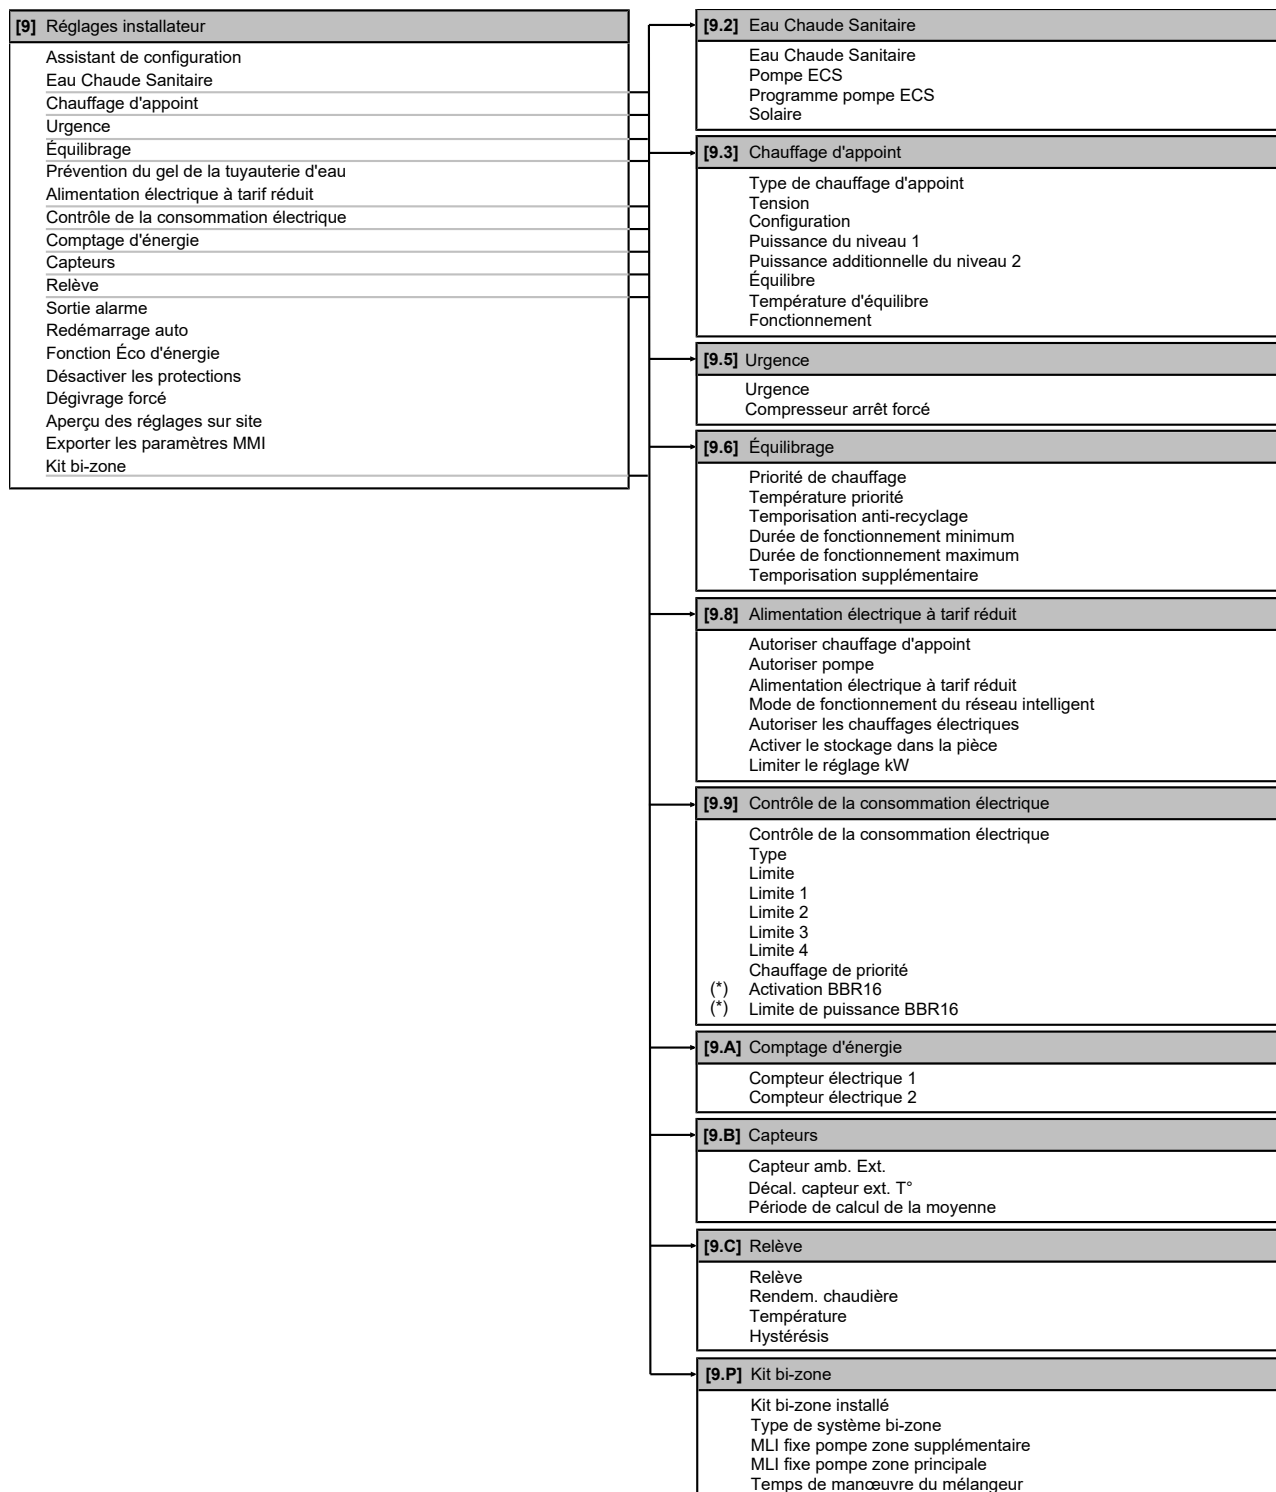 [9] Réglages installateur
Assistant de configuration
Eau Chaude Sanitaire
Chauffage d'appoint
Urgence
Équilibrage
Prévention du gel de la tuyauterie d'eau
Alimentation électrique à tarif réduit
Contrôle de la consommation électrique
Comptage d'énergie
Capteurs
Relève
Sortie alarme
Redémarrage auto
Fonction Éco d'énergie
Désactiver les protections
Dégivrage forcé
Aperçu des réglages sur site
Exporter les paramètres MMI
Kit bi-zone
[9.2] Eau Chaude Sanitaire
Eau Chaude Sanitaire
Pompe ECS
Programme pompe ECS
Solaire
[9.3] Chauffage d'appoint
Type de chauffage d'appoint
Tension
Configuration
Puissance du niveau 1
Puissance additionnelle du niveau 2
Équilibre
Température d'équilibre
Fonctionnement
[9.5] Urgence
Urgence
Compresseur arrêt forcé
[9.6] Équilibrage
Priorité de chauffage
Température priorité
Temporisation anti-recyclage
Durée de fonctionnement minimum
Durée de fonctionnement maximum
Temporisation supplémentaire
[9.8] Alimentation électrique à tarif réduit
Autoriser chauffage d'appoint
Autoriser pompe
Alimentation électrique à tarif réduit
Mode de fonctionnement du réseau intelligent
Autoriser les chauffages électriques
Activer le stockage dans la pièce
Limiter le réglage kW
[9.9] Contrôle de la consommation électrique
Contrôle de la consommation électrique
Type
Limite
Limite 1
Limite 2
Limite 3
Limite 4
Chauffage de priorité
(*) Activation BBR16
(*) Limite de puissance BBR16
[9.A] Comptage d'énergie
Compteur électrique 1
Compteur électrique 2
[9.B] Capteurs
Capteur amb. Ext.
Décal. capteur ext. T°
Période de calcul de la moyenne
[9.C] Relève
Relève
Rendem. chaudière
Température
Hystérésis
[9.P] Kit bi-zone
Kit bi-zone installé
Type de système bi-zone
MLI fixe pompe zone supplémentaire
MLI fixe pompe zone principale
Temps de manœuvre du mélangeur